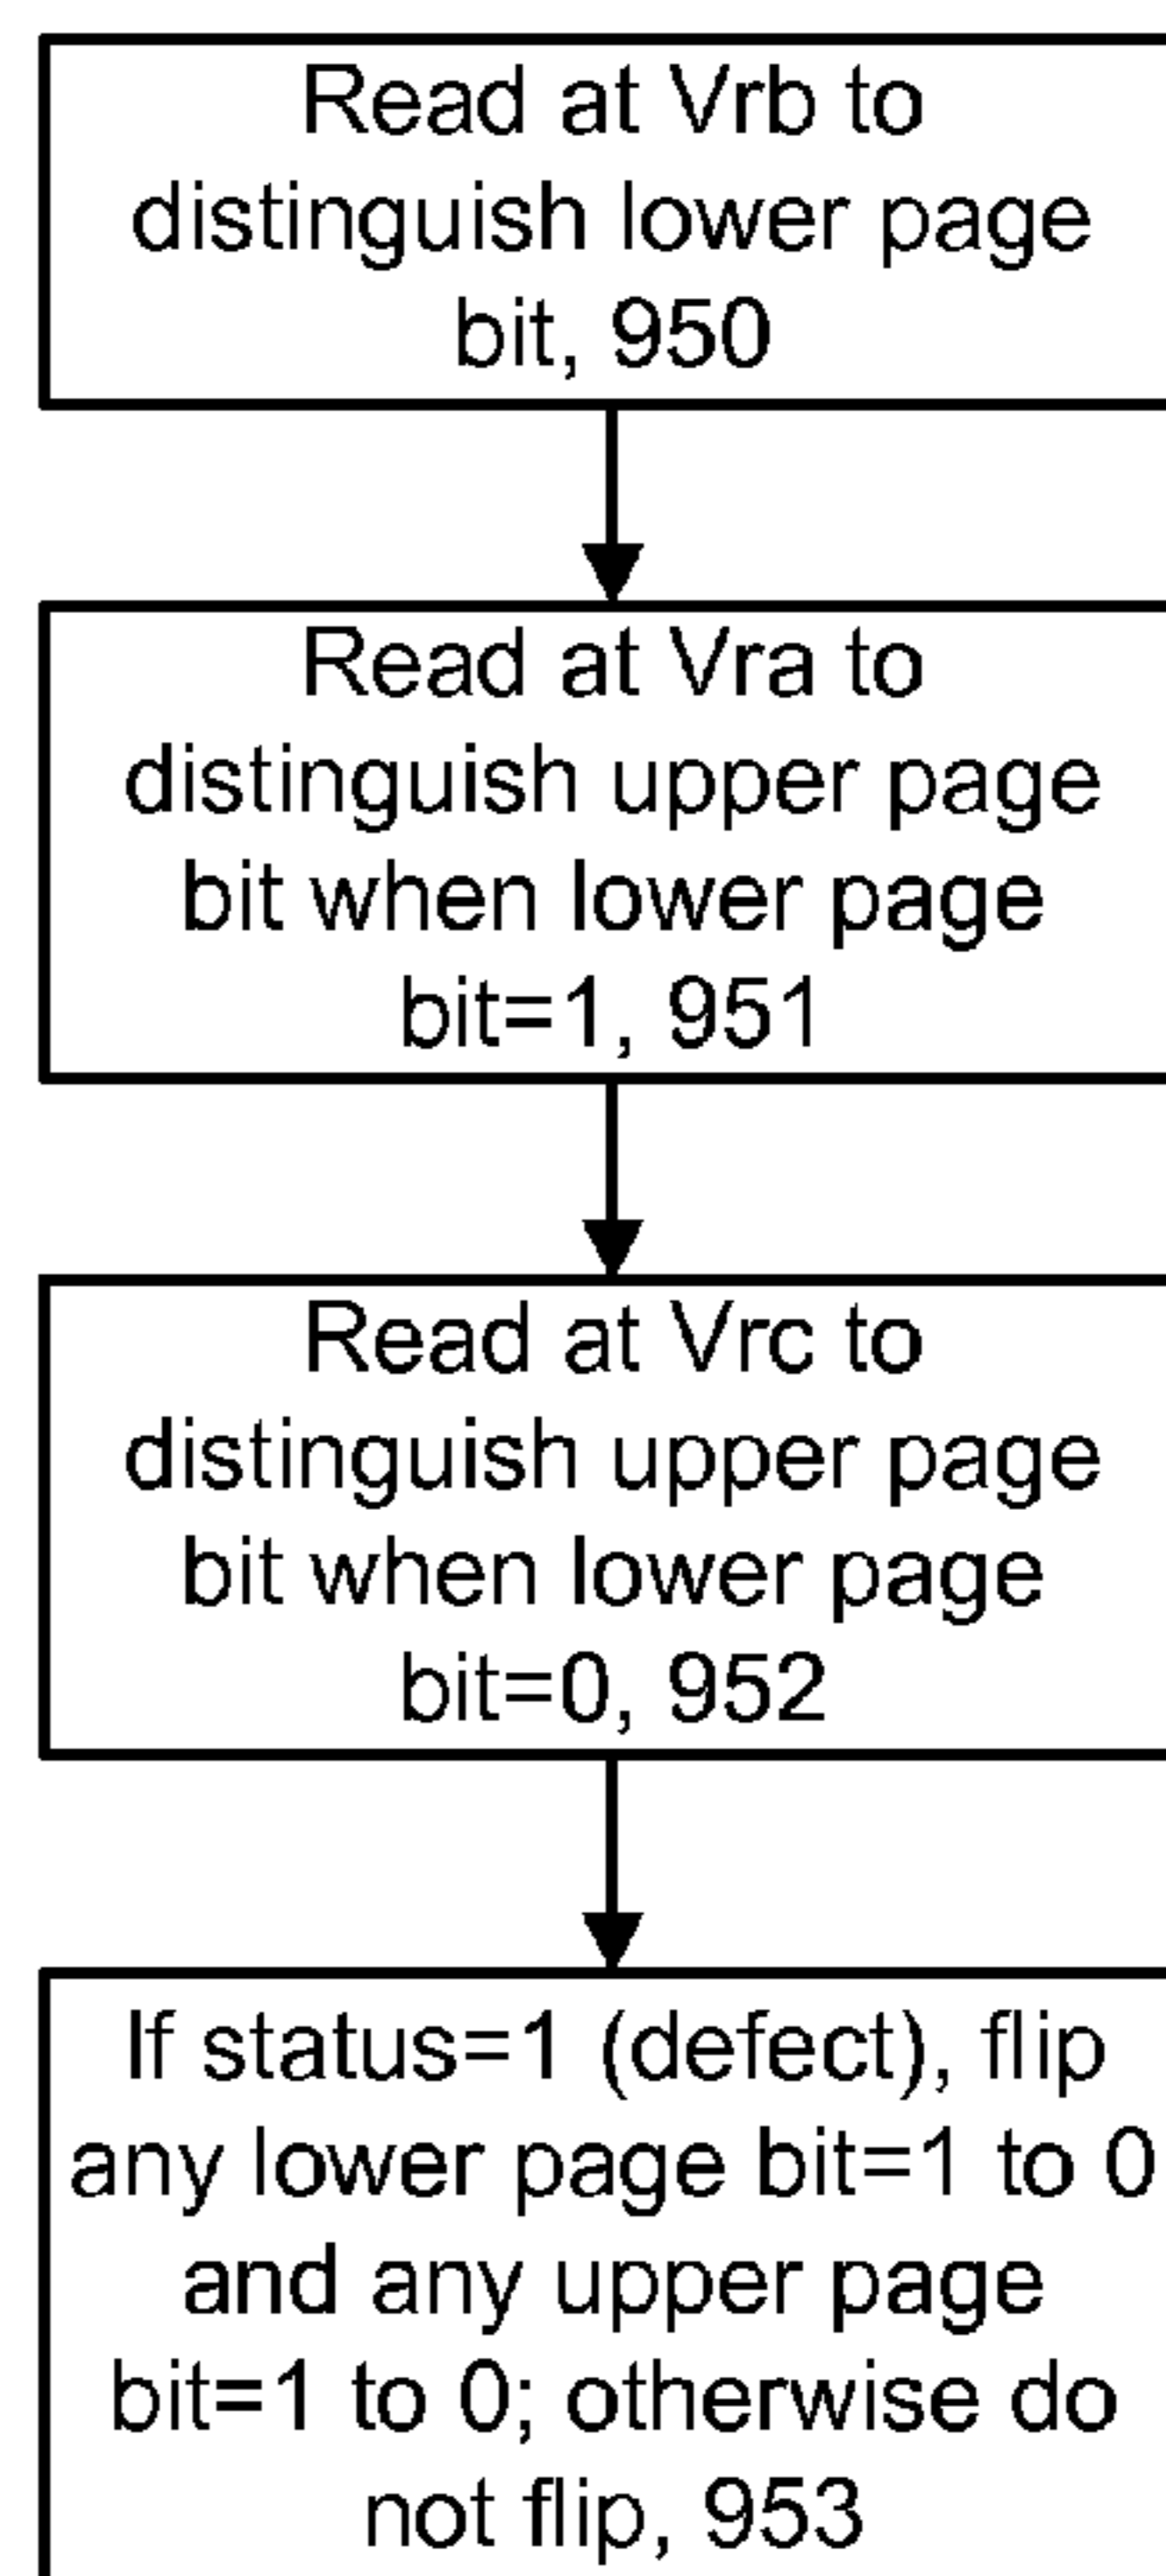 Read at Vrb to
distinguish lower page
bit, 950
Read at Vra to
distinguish upper page
bit when lower page
bit=1, 951
Read at Vrc to
distinguish upper page
bit when lower page
bit=0, 952
If status=1 (defect), flip
any lower page bit=1 to 0
and any upper page
bit=1 to 0; otherwise do
not flip, 953